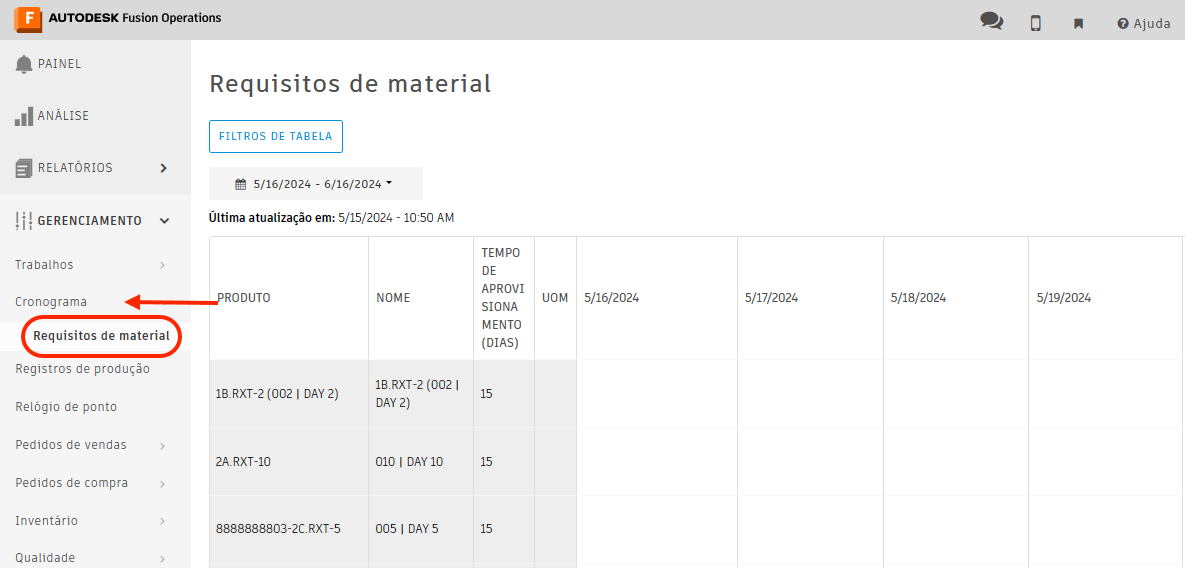 F AUTODESK Fusion Operations
Ajuda
PAINEL
ANÁLISE
RELATÓRIOS
GERENCIAMENTO
Trabalhos
Cronograma
Requisitos de material
Registros de produção
Relógio de ponto
Pedidos de vendas
Pedidos de compra
Inventário
Qualidade
Requisitos de material
FILTROS DE TABELA
5/16/2024 - 6/16/2024
Última atualização em: 5/15/2024 - 10:50 AM
PRODUTO
NOME
TEMPO
DE
APROVI
SIONA
MENTO
(DIAS)
UOM
5/16/2024
5/17/2024
5/18/2024
5/19/2024
1B.RXT-2 (002 | DAY 2)
1B.RXT-2 (002 |
DAY 2)
15
2A.RXT-10
010 | DAY 10
15
8888888803-2C.RXT-5
005 | DAY 5
15